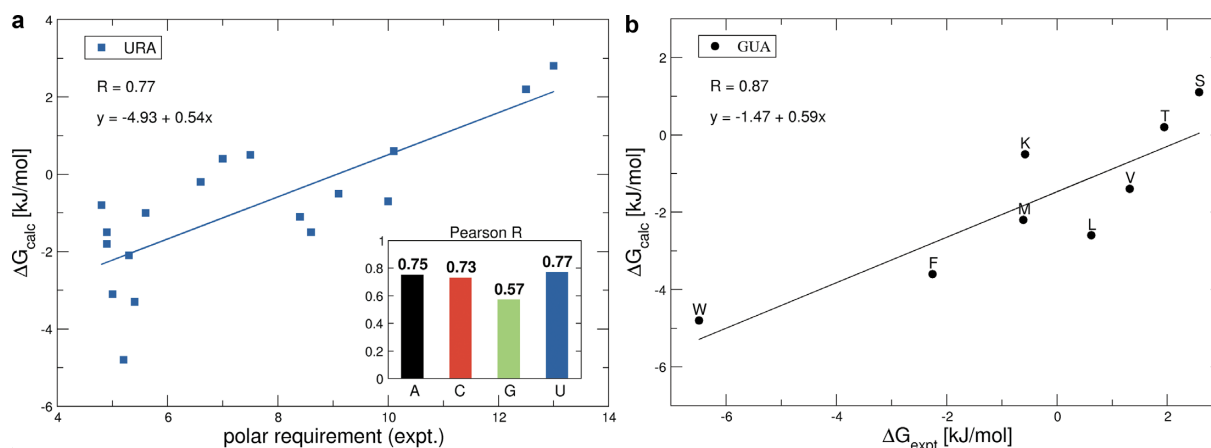 a
URA
R = 0.77
y = -4.93 + 0.54x
ΔGcalc [kJ/mol]
4
2
0
-2
-4
-6
4
6
8
10
12
14
polar requirement (expt.)
Pearson R
1
0.8
0.6
0.4
0.2
0
0.75
0.73
0.57
0.77
A
C
G
U
b
GUA
R = 0.87
y = -1.47 + 0.59x
ΔGcalc [kJ/mol]
2
0
-2
-4
-6
S
T
K
V
M
L
F
W
-6
-4
-2
0
2
ΔGexpt [kJ/mol]